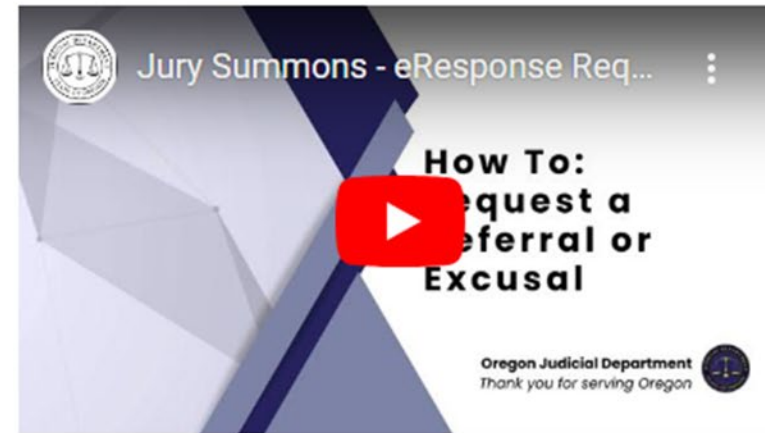 Jury Summons - eResponse Req...
How To:
equest a
eferral or
Excusal
Oregon Judicial Department
Thank you for serving Oregon